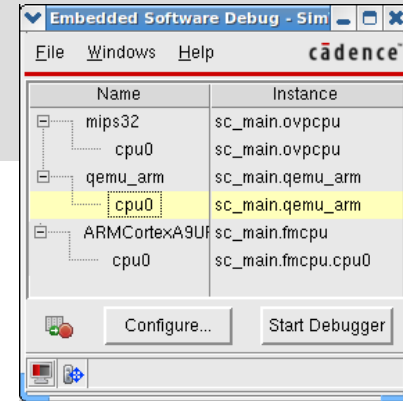 Embedded Software Debug - Sim
File Windows Help cādence
Name Instance
mips32 sc_main.ovpcpu
cpu0 sc_main.ovpcpu
qemu_arm sc_main.qemu_arm
cpu0 sc_main.qemu_arm
ARMCortexA9U sc_main.fmcpu
cpu0 sc_main.fmcpu.cpu0
Configure... Start Debugger